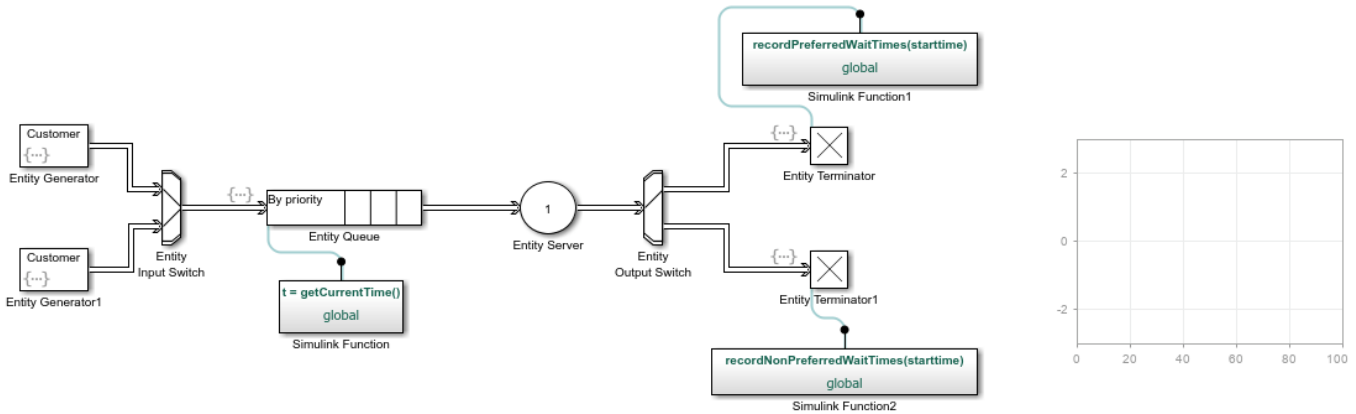 recordPreferredWaitTimes(starttime)
global
Simulink Function1
Customer
{...}
Entity Generator
{...}
Entity Terminator
{...}
By priority
1
Entity Queue
Entity Server
Entity
Input Switch
Entity
Output Switch
Customer
{...}
Entity Generator1
t = getCurrentTime()
global
Simulink Function
{...}
Entity Terminator1
recordNonPreferredWaitTimes(starttime)
global
Simulink Function2
2
0
-2
0 20 40 60 80 100